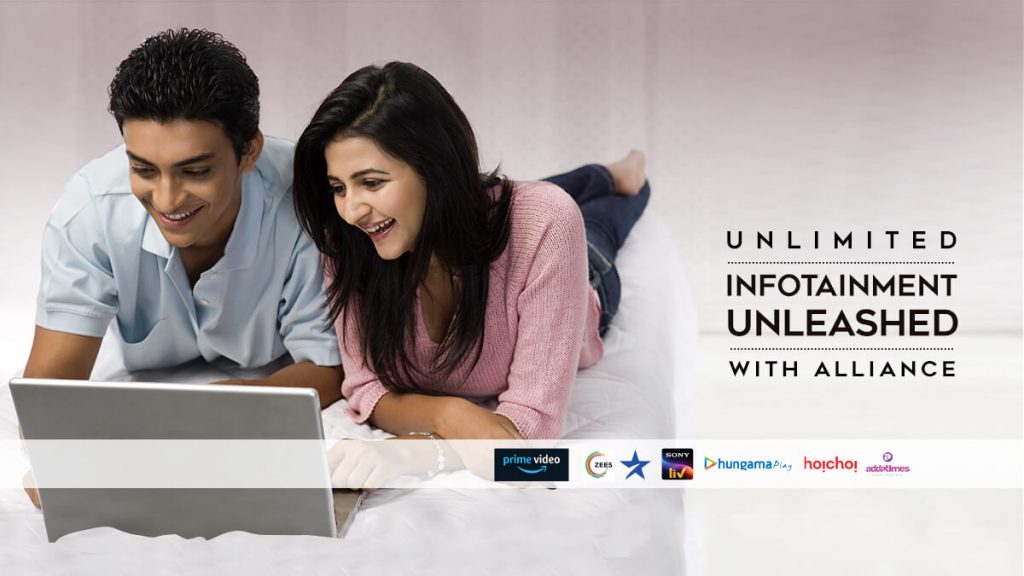 UNLIMITED
INFOTAINMENT
UNLEASHED
WITH ALLIANCE
prime video
ZEE5
SONY
liv
hungama Play
hoichoi
addatimes